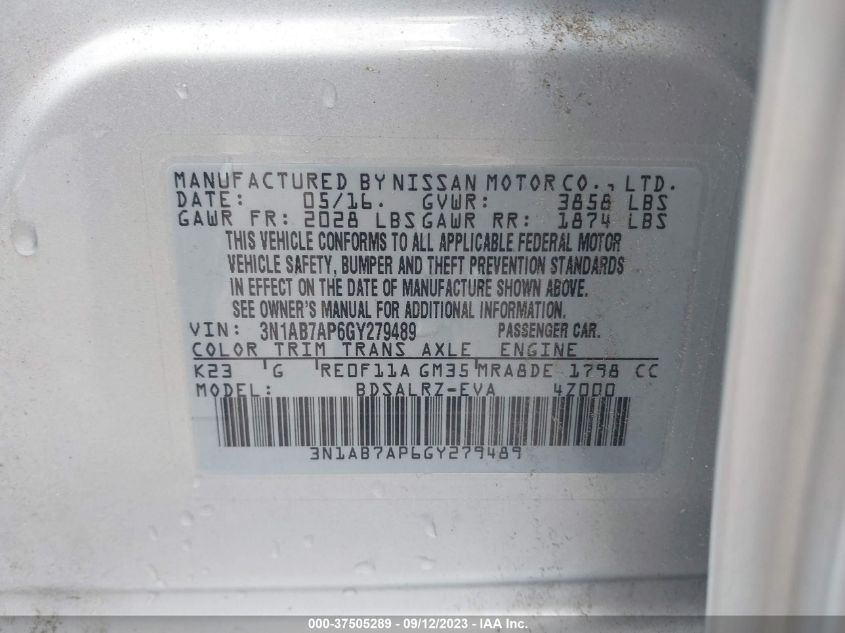 MANUFACTURED BY NISSAN MOTOR CO., LTD.
DATE: 05/16. GVWR: 3858 LBS
GAWR FR: 2028 LBS GAWR RR: 1874 LBS
THIS VEHICLE CONFORMS TO ALL APPLICABLE FEDERAL MOTOR
VEHICLE SAFETY, BUMPER AND THEFT PREVENTION STANDARDS
IN EFFECT ON THE DATE OF MANUFACTURE SHOWN ABOVE.
SEE OWNER'S MANUAL FOR ADDITIONAL INFORMATION.
VIN: 3N1AB7AP6GY279489 PASSENGER CAR.
COLOR TRIM TRANS AXLE ENGINE
K23 G RE0F11A GM35 MRA8DE 1798 CC
MODEL: BDSALRZ-EVA 4Z000
3N1AB7AP6GY279489
000-37505289 - 09/12/2023 - IAA Inc.